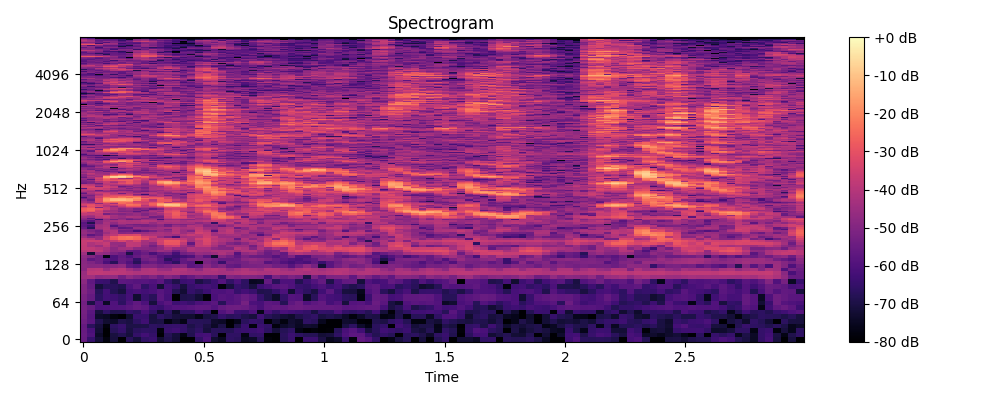 Spectrogram
Hz
4096
2048
1024
512
256
128
64
0
0
0.5
1
1.5
2
2.5
Time
+0 dB
-10 dB
-20 dB
-30 dB
-40 dB
-50 dB
-60 dB
-70 dB
-80 dB